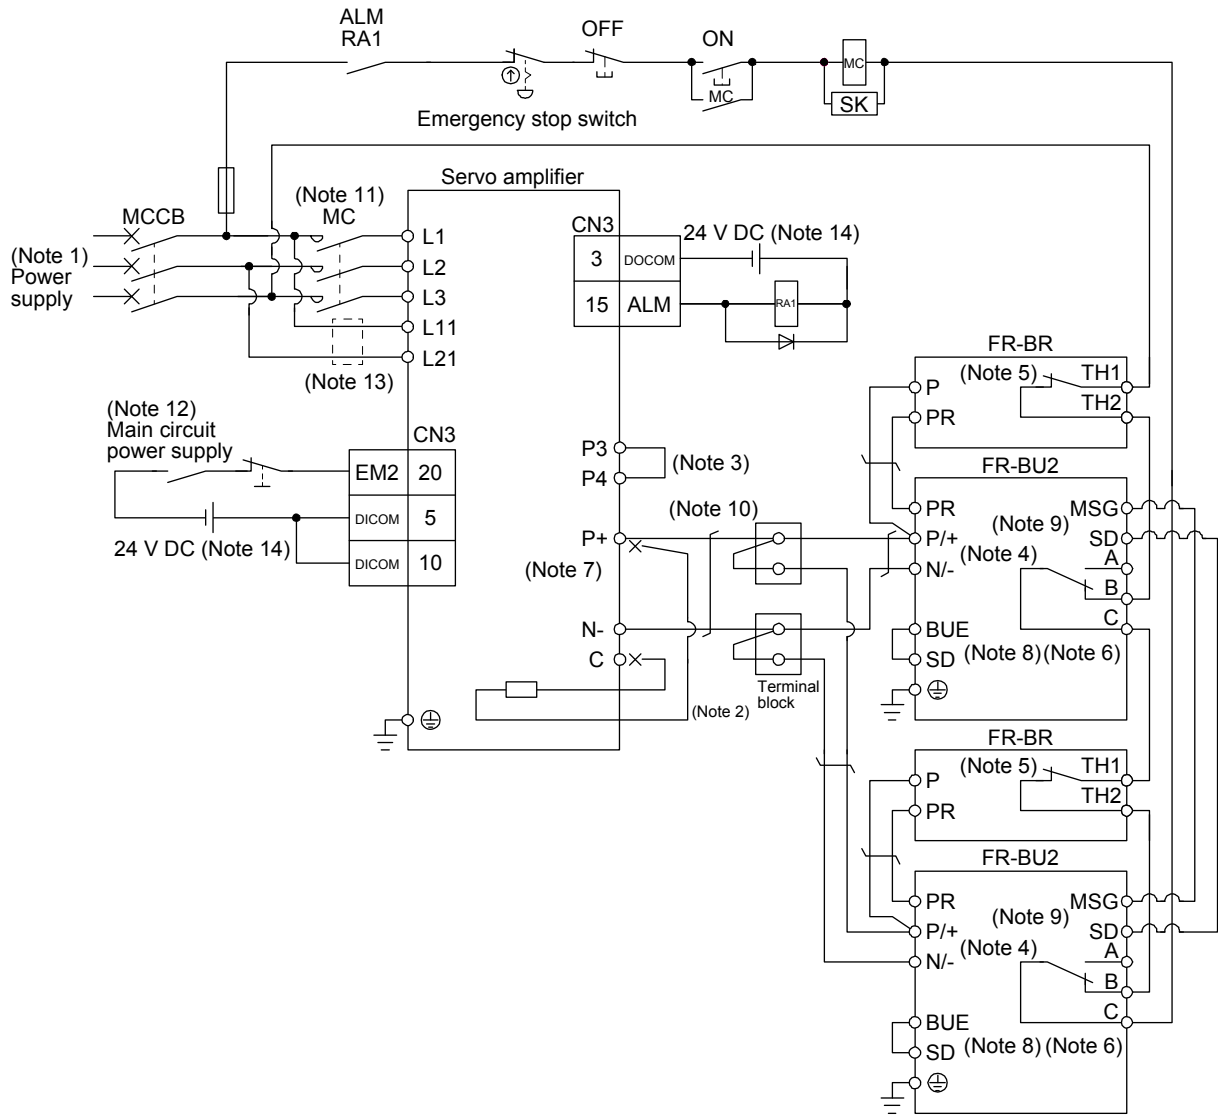 ALM
RA1
OFF
ON
MC
MC
SK
Emergency stop switch
Servo amplifier
(Note 11)
MCCB
MC
(Note 1)
Power
supply
L1
L2
L3
L11
L21
(Note 13)
CN3
24 V DC (Note 14)
3
DOCOM
15
ALM
RA1
(Note 12)
Main circuit
power supply
CN3
EM2
20
DICOM
5
DICOM
10
24 V DC (Note 14)
P3
P4
(Note 3)
P+
(Note 7)
(Note 10)
N-
C
(Note 2)
Terminal
block
FR-BR
P
(Note 5)
TH1
PR
TH2
FR-BU2
PR
MSG
(Note 9)
P/+
SD
(Note 4)
A
N/-
B
C
BUE
SD
(Note 8)
(Note 6)
FR-BR
P
(Note 5)
TH1
PR
TH2
FR-BU2
PR
MSG
(Note 9)
P/+
SD
(Note 4)
A
N/-
B
C
BUE
SD
(Note 8)
(Note 6)